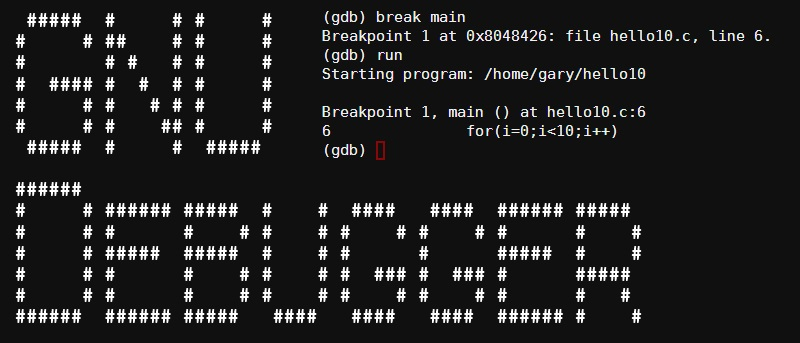 GNU
(gdb) break main
Breakpoint 1 at 0x8048426: file hello10.c, line 6.
(gdb) run
Starting program: /home/gary/hello10
Breakpoint 1, main () at hello10.c:6
6 for(i=0;i<10;i++)
(gdb)
DEBUGGER